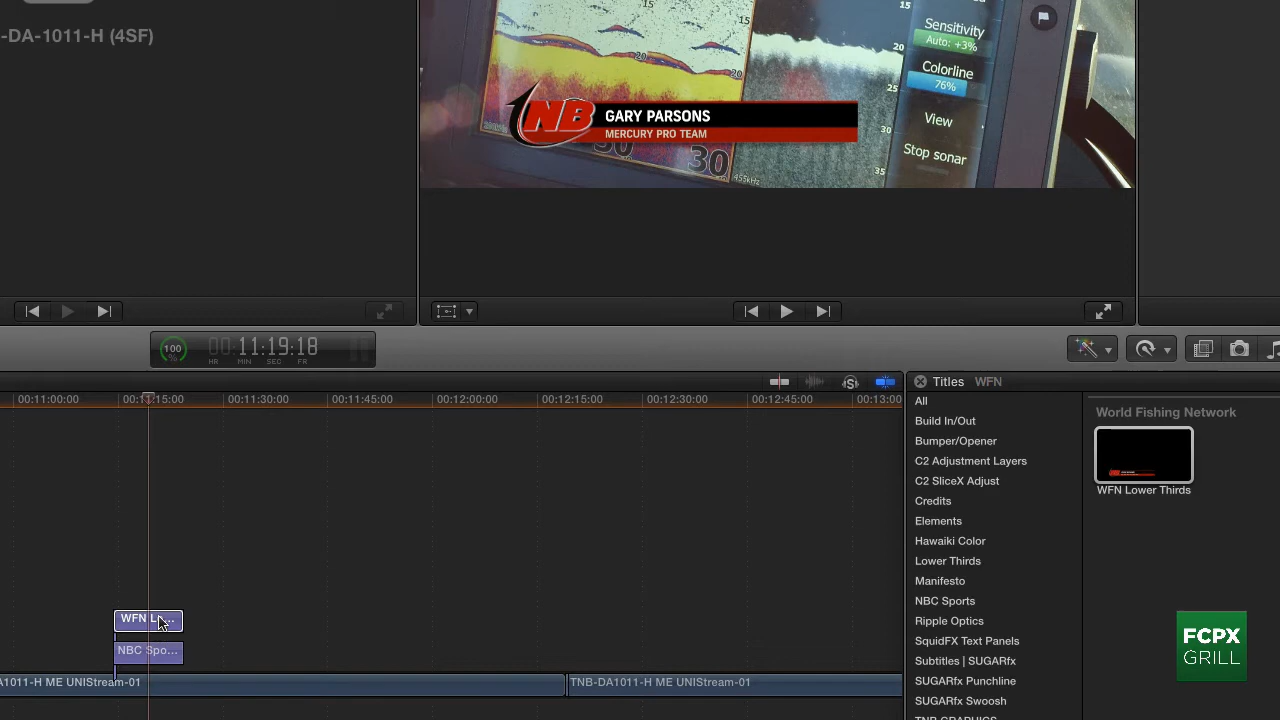 -DA-1011-H (4SF)
15
15
20
20
30
30
455kHz
15
20
25
30
35
Sensitivity
Auto: +3%
Colorline
76%
View
Stop sonar
NB
GARY PARSONS
MERCURY PRO TEAM
100
%
00:11:19:18
HR MIN SEC FR
00:11:00:00
00:11:15:00
00:11:30:00
00:11:45:00
00:12:00:00
00:12:15:00
00:12:30:00
00:12:45:00
00:13:00
WFN L...
NBC Spo...
A1011-H ME UNIStream-01
TNB-DA1011-H ME UNIStream-01
Titles WFN
All
Build In/Out
Bumper/Opener
C2 Adjustment Layers
C2 SliceX Adjust
Credits
Elements
Hawaiki Color
Lower Thirds
Manifesto
NBC Sports
Ripple Optics
SquidFX Text Panels
Subtitles | SUGARfx
SUGARfx Punchline
SUGARfx Swoosh
TNB GRAPHICS
World Fishing Network
WFN Lower Thirds
FCPX
GRILL